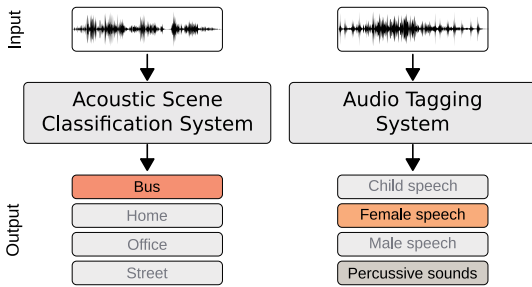 Input
Acoustic Scene
Classification System
Audio Tagging
System
Output
Bus
Home
Office
Street
Child speech
Female speech
Male speech
Percussive sounds